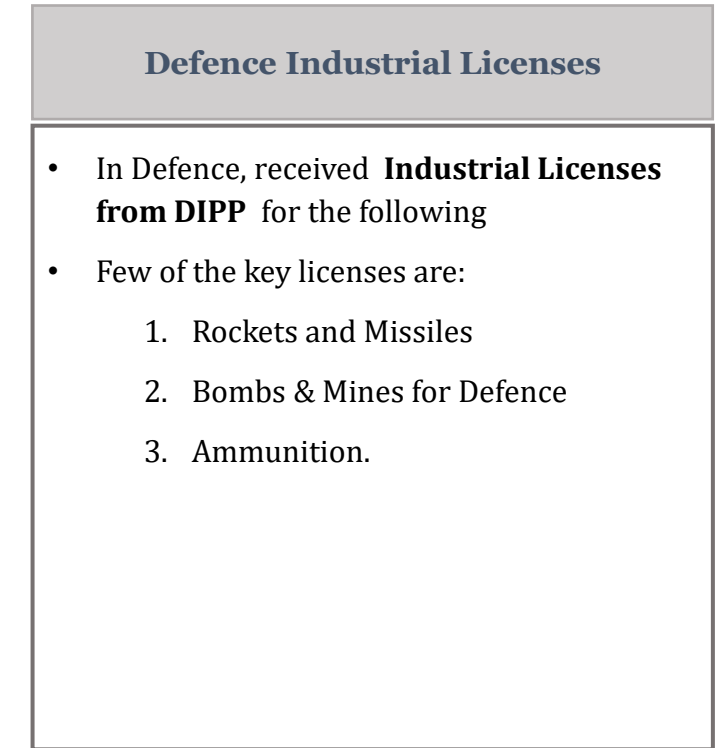 Defence Industrial Licenses
• In Defence, received Industrial Licenses
from DIPP for the following
• Few of the key licenses are:
1. Rockets and Missiles
2. Bombs & Mines for Defence
3. Ammunition.